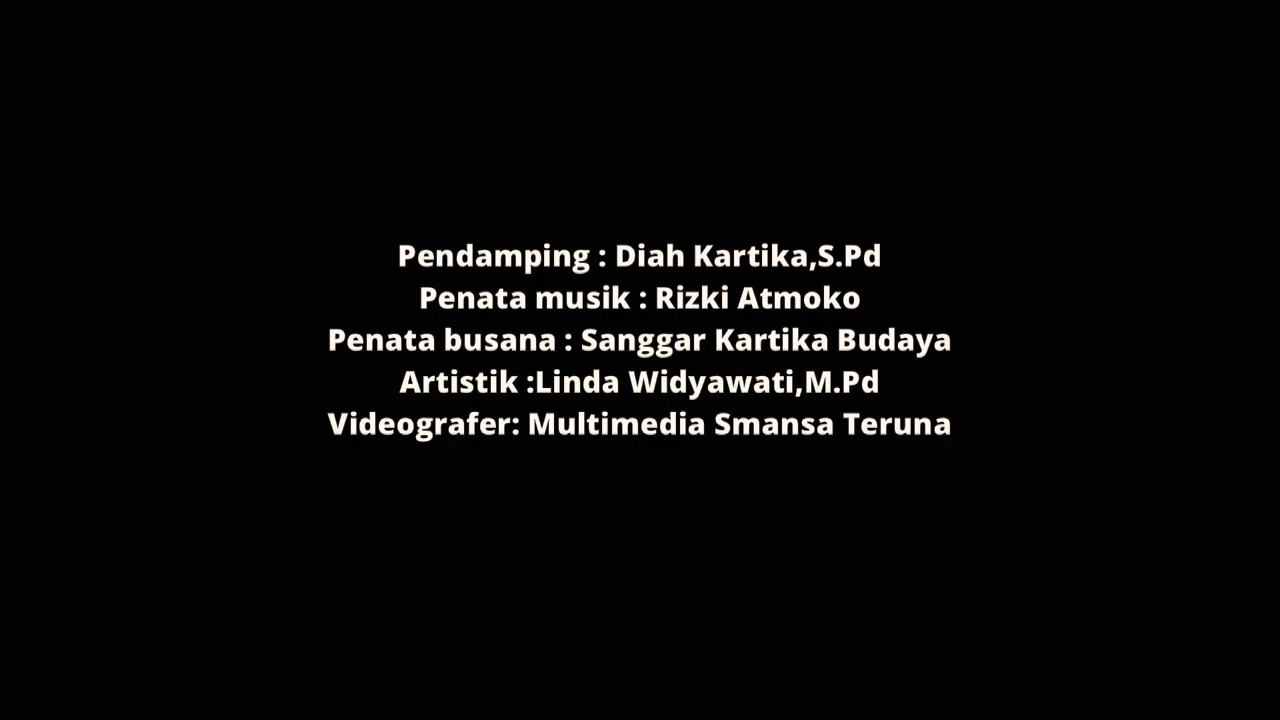 Pendamping : Diah Kartika,S.Pd
Penata musik : Rizki Atmoko
Penata busana : Sanggar Kartika Budaya
Artistik :Linda Widyawati,M.Pd
Videografer: Multimedia Smansa Teruna